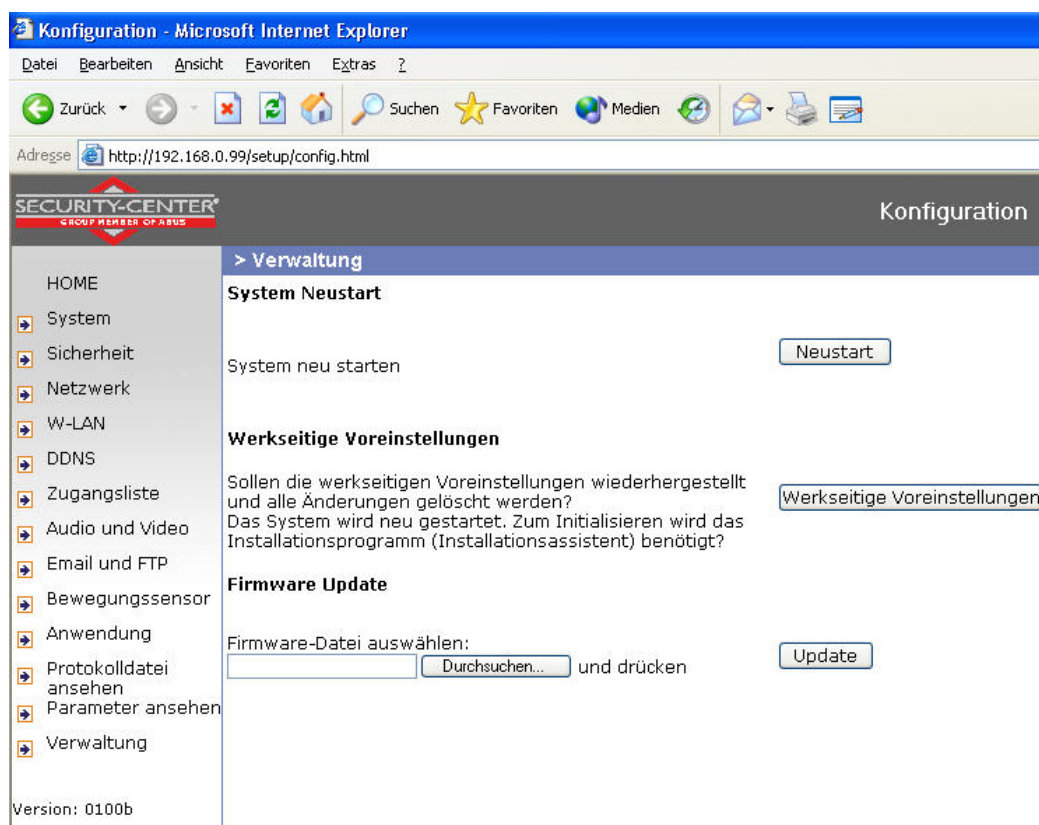 Konfiguration - Microsoft Internet Explorer
Datei Bearbeiten Ansicht Favoriten Extras ?
Zurück Suchen Favoriten Medien
Adresse http://192.168.0.99/setup/config.html
SECURITY-CENTER®
GROUP MEMBER OF ABUS
Konfiguration
HOME
System
Sicherheit
Netzwerk
W-LAN
DDNS
Zugangsliste
Audio und Video
Email und FTP
Bewegungssensor
Anwendung
Protokolldatei
ansehen
Parameter ansehen
Verwaltung
Version: 0100b
> Verwaltung
System Neustart
System neu starten Neustart
Werkseitige Voreinstellungen
Sollen die werkseitigen Voreinstellungen wiederhergestellt
und alle Änderungen gelöscht werden?
Das System wird neu gestartet. Zum Initialisieren wird das
Installationsprogramm (Installationsassistent) benötigt?
Werkseitige Voreinstellungen
Firmware Update
Firmware-Datei auswählen:
Durchsuchen... und drücken Update